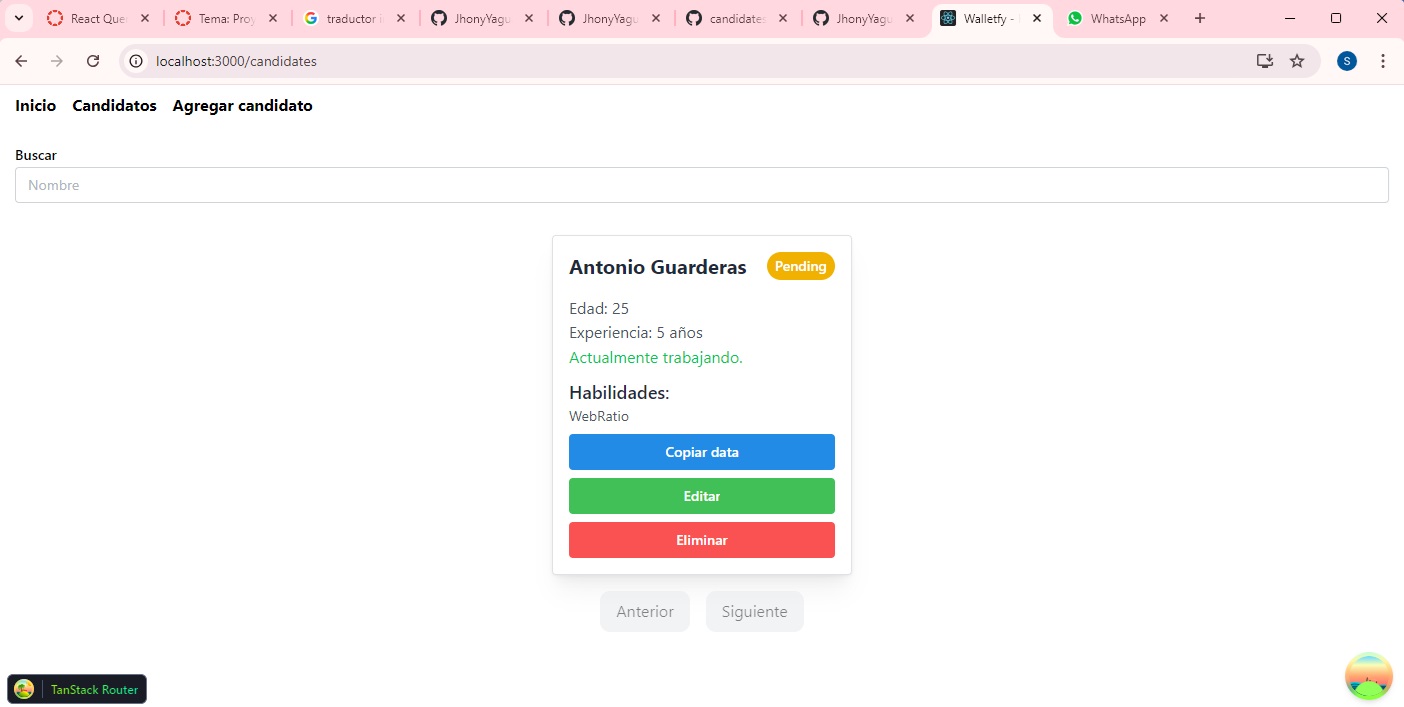 React Que
Tema: Proy
traductor i
JhonyYagu
JhonyYagu
candidates
JhonyYagu
Walletfy -
WhatsApp
localhost:3000/candidates
S
Inicio Candidatos Agregar candidato
Buscar
Nombre
Antonio Guarderas Pending
Edad: 25
Experiencia: 5 años
Actualmente trabajando.
Habilidades:
WebRatio
Copiar data
Editar
Eliminar
Anterior Siguiente
TanStack Router